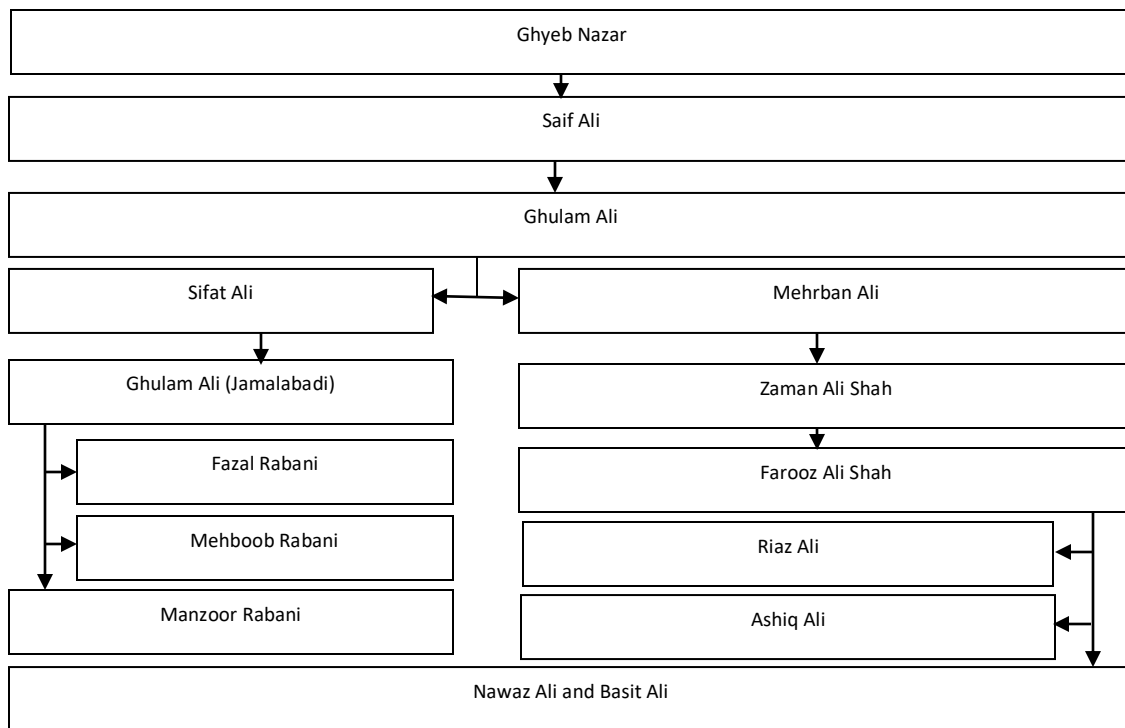 Ghyeb Nazar
Saif Ali
Ghulam Ali
Sifat Ali
Mehrban Ali
Ghulam Ali (Jamalabadi)
Zaman Ali Shah
Fazal Rabani
Farooz Ali Shah
Mehboob Rabani
Riaz Ali
Manzoor Rabani
Ashiq Ali
Nawaz Ali and Basit Ali